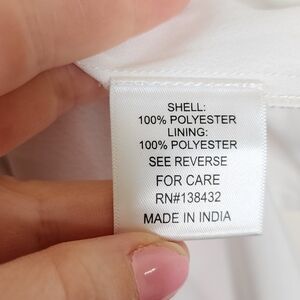 SHELL:
100% POLYESTER
LINING:
100% POLYESTER
SEE REVERSE
FOR CARE
RN#138432
MADE IN INDIA